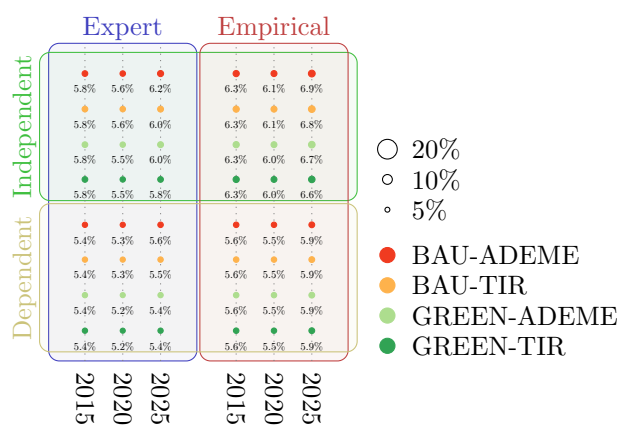 Expert Empirical
Independent
5.8% 5.6% 6.2% 6.3% 6.1% 6.9%
5.8% 5.6% 6.0% 6.3% 6.1% 6.8%
5.8% 5.5% 6.0% 6.3% 6.0% 6.7%
5.8% 5.5% 5.8% 6.3% 6.0% 6.6%
Dependent
5.4% 5.3% 5.6% 5.6% 5.5% 5.9%
5.4% 5.3% 5.5% 5.6% 5.5% 5.9%
5.4% 5.2% 5.4% 5.6% 5.5% 5.9%
5.4% 5.2% 5.4% 5.6% 5.5% 5.9%
2015 2020 2025 2015 2020 2025
20%
10%
5%
BAU-ADEME
BAU-TIR
GREEN-ADEME
GREEN-TIR